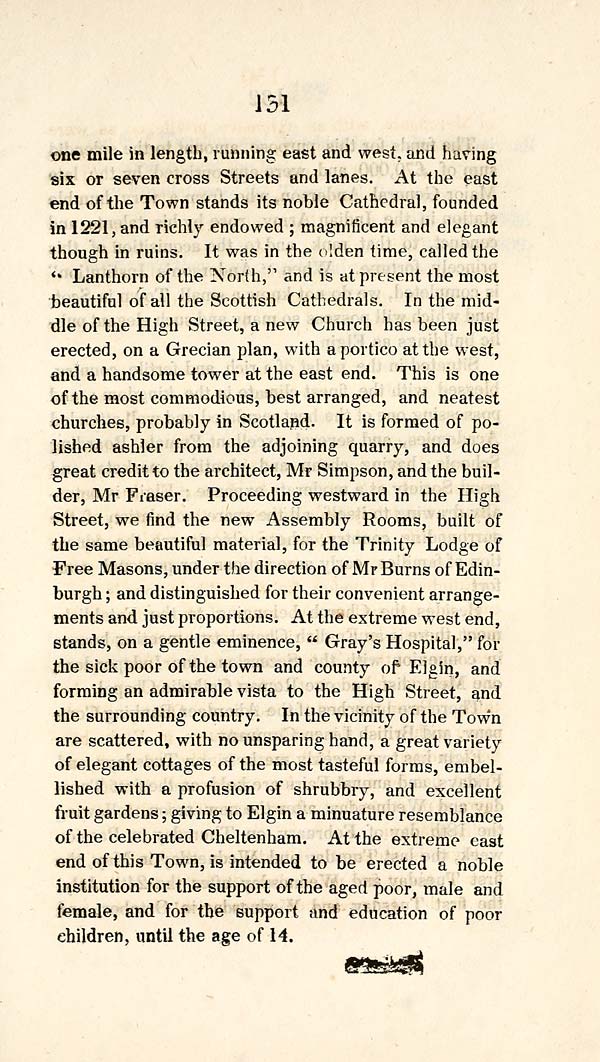 151
one mile in length, running east and west, and having
six or seven cross Streets and lanes. At the east
end of the Town stands its noble Cathedral, founded
in 1221, and richly endowed ; magnificent and elegant
though in ruins. It was in the olden time, called the
“ Lanthorn of the North,” and is at present the most
beautiful of all the Scottish Cathedrals. In the mid-
dle of the High Street, a new Church has been just
erected, on a Grecian plan, with a portico at the west,
and a handsome tower at the east end. This is one
of the most commodious, best arranged, and neatest
churches, probably in Scotland. It is formed of po-
lished ashler from the adjoining quarry, and does
great credit to the architect, Mr Simpson, and the buil-
der, Mr Fraser. Proceeding westward in the High
Street, we find the new Assembly Rooms, built of
the same beautiful material, for the Trinity Lodge of
Free Masons, under the direction of Mr Burns of Edin-
burgh ; and distinguished for their convenient arrange-
ments and just proportions. At the extreme west end,
stands, on a gentle eminence, “ Gray's Hospital,” for
the sick poor of the town and county of Elgin, and
forming an admirable vista to the High Street, and
the surrounding country. In the vicinity of the Town
are scattered, with no unsparing hand, a great variety
of elegant cottages of the most tasteful forms, embel-
lished with a profusion of shrubbry, and excellent
fruit gardens ; giving to Elgin a minuature resemblance
of the celebrated Cheltenham. At the extreme east
end of this Town, is intended to be erected a noble
institution for the support of the aged poor, male and
female, and for the support and education of poor
children, until the age of 14.